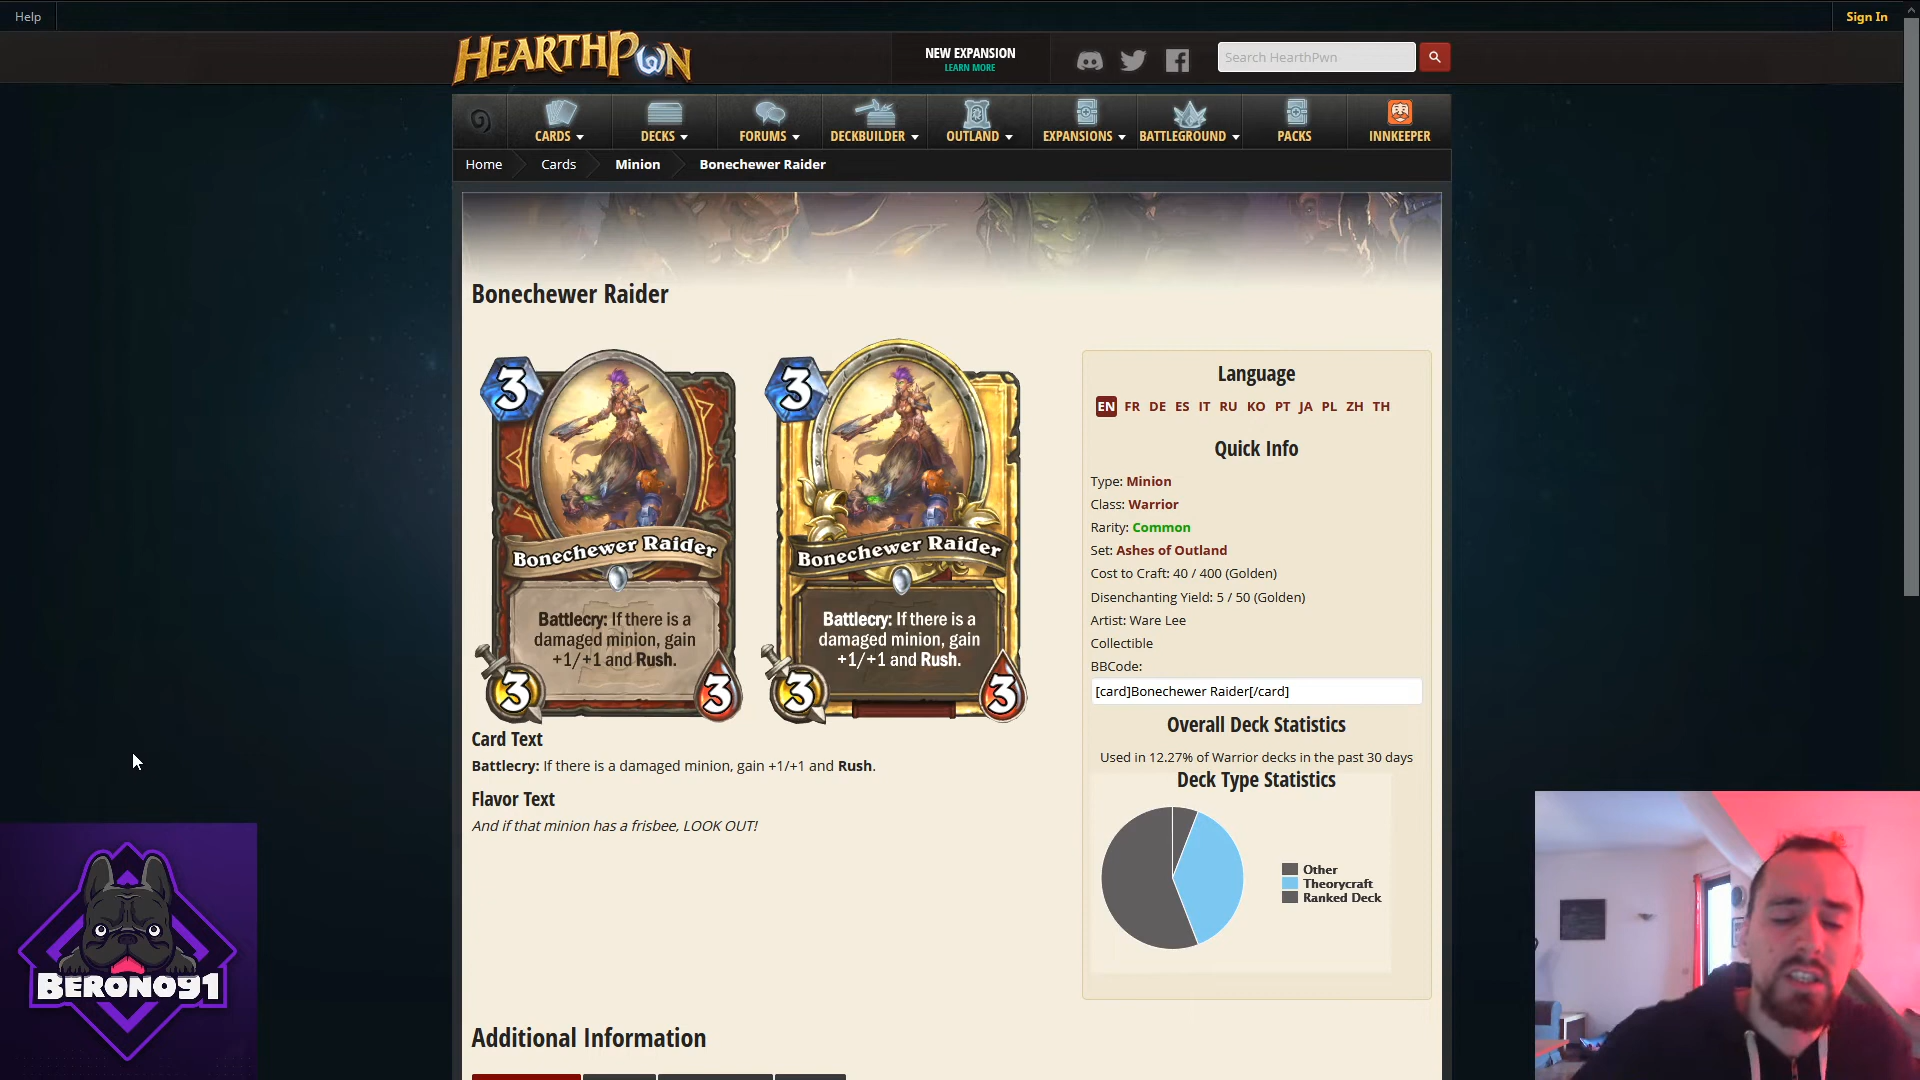 Help
Sign In
HEARTHPWN
NEW EXPANSION
LEARN MORE
Search HearthPwn
CARDS
DECKS
FORUMS
DECKBUILDER
OUTLAND
EXPANSIONS
BATTLEGROUND
PACKS
INNKEEPER
Home
Cards
Minion
Bonechewer Raider
Bonechewer Raider
3
Bonechewer Raider
Battlecry: If there is a
damaged minion, gain
+1/+1 and Rush.
3
3
3
Bonechewer Raider
Battlecry: If there is a
damaged minion, gain
+1/+1 and Rush.
3
3
Card Text
Battlecry: If there is a damaged minion, gain +1/+1 and Rush.
Flavor Text
And if that minion has a frisbee, LOOK OUT!
Language
EN FR DE ES IT RU KO PT JA PL ZH TH
Quick Info
Type: Minion
Class: Warrior
Rarity: Common
Set: Ashes of Outland
Cost to Craft: 40 / 400 (Golden)
Disenchanting Yield: 5 / 50 (Golden)
Artist: Ware Lee
Collectible
BBCode:
[card]Bonechewer Raider[/card]
Overall Deck Statistics
Used in 12.27% of Warrior decks in the past 30 days
Deck Type Statistics
Other
Theorycraft
Ranked Deck
Additional Information
BERONO91